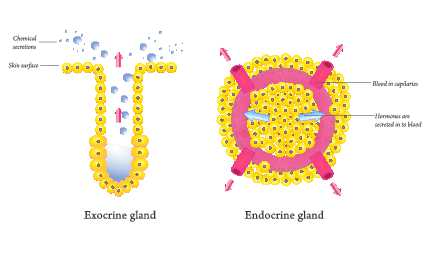 Chemical
secretions
Skin surface
Blood in capillaries
Hormones are
secreted in to blood
Exocrine gland
Endocrine gland